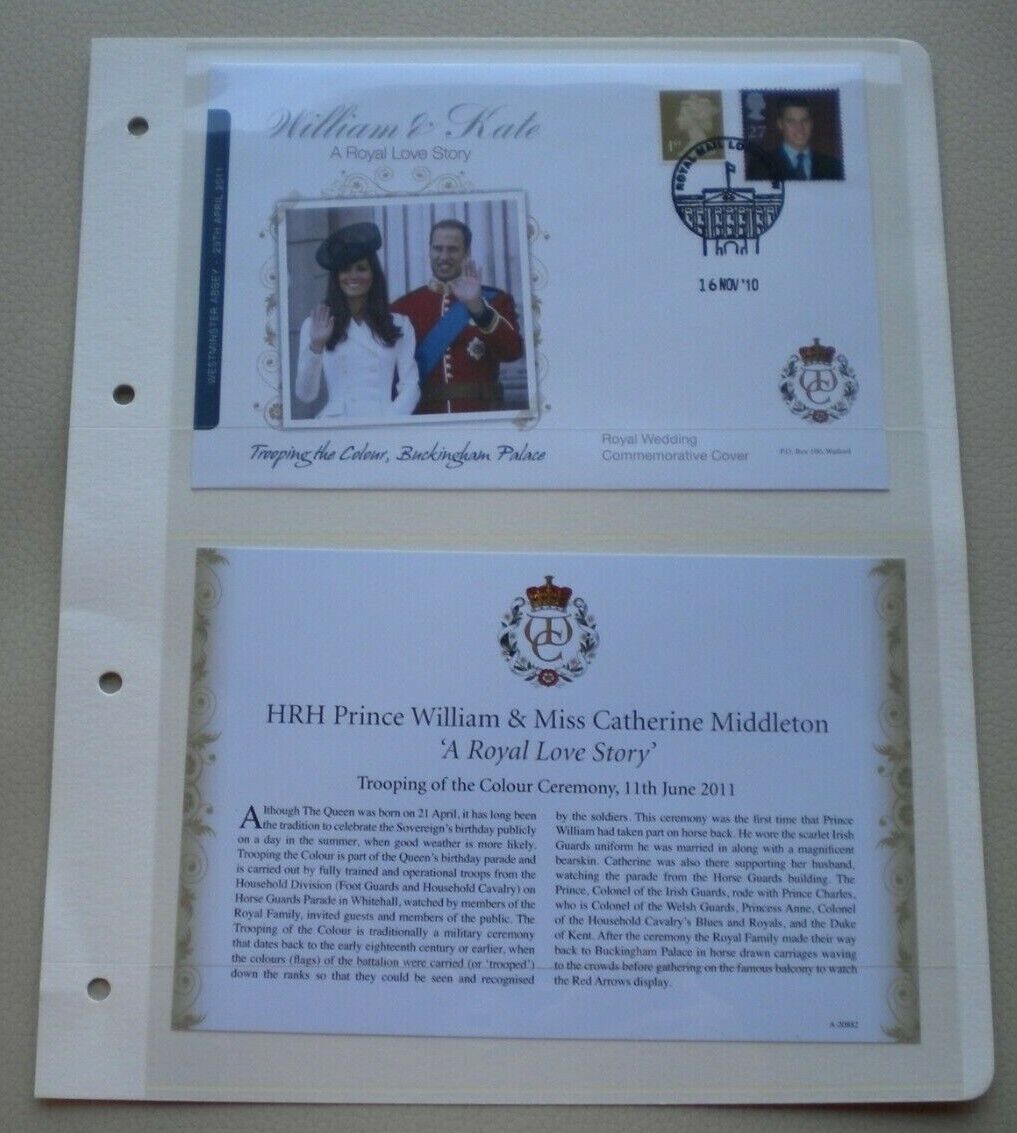 William & Kate
A Royal Love Story
WESTMINSTER ABBEY · 29TH APRIL 2011
1st
27
ROYAL MAIL LO
16 NOV '10
Trooping the Colour, Buckingham Palace
Royal Wedding
Commemorative Cover
P.O. Box 100, Watford
HRH Prince William & Miss Catherine Middleton
‘A Royal Love Story’
Trooping of the Colour Ceremony, 11th June 2011
Although The Queen was born on 21 April, it has long been
the tradition to celebrate the Sovereign's birthday publicly
on a day in the summer, when good weather is more likely.
Trooping the Colour is part of the Queen's birthday parade and
is carried out by fully trained and operational troops from the
Household Division (Foot Guards and Household Cavalry) on
Horse Guards Parade in Whitehall, watched by members of the
Royal Family, invited guests and members of the public. The
Trooping of the Colour is traditionally a military ceremony
that dates back to the early eighteenth century or earlier, when
the colours (flags) of the battalion were carried (or ‘trooped’)
down the ranks so that they could be seen and recognised
by the soldiers. This ceremony was the first time that Prince
William had taken part on horse back. He wore the scarlet Irish
Guards uniform he was married in along with a magnificent
bearskin. Catherine was also there supporting her husband,
watching the parade from the Horse Guards building. The
Prince, Colonel of the Irish Guards, rode with Prince Charles,
who is Colonel of the Welsh Guards, Princess Anne, Colonel
of the Household Cavalry's Blues and Royals, and the Duke
of Kent. After the ceremony the Royal Family made their way
back to Buckingham Palace in horse drawn carriages waving
to the crowds before gathering on the famous balcony to watch
the Red Arrows display.
A-20882